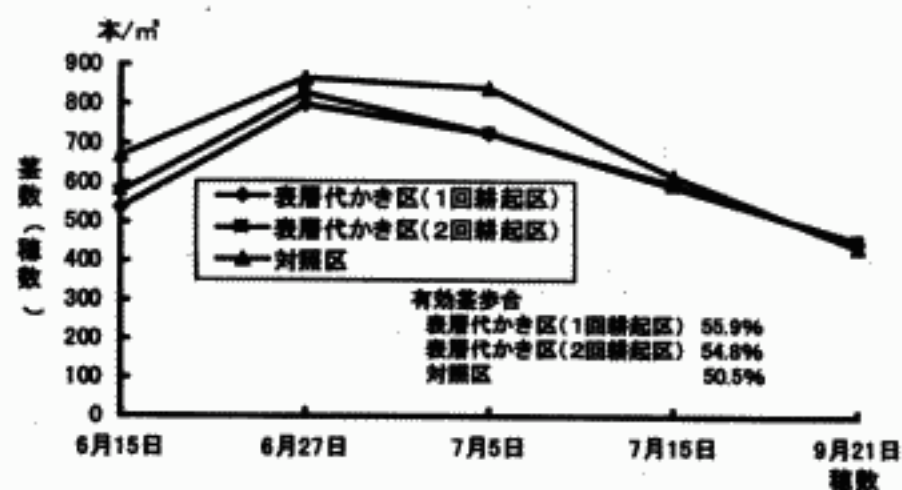 本/㎡
900
800
700
600
500
400
300
200
100
0
茎数(穂数)
表層代かき区(1回耕起区)
表層代かき区(2回耕起区)
対照区
有効茎歩合
表層代かき区(1回耕起区) 55.9%
表層代かき区(2回耕起区) 54.8%
対照区 50.5%
6月15日 6月27日 7月5日 7月15日 9月21日
穂数